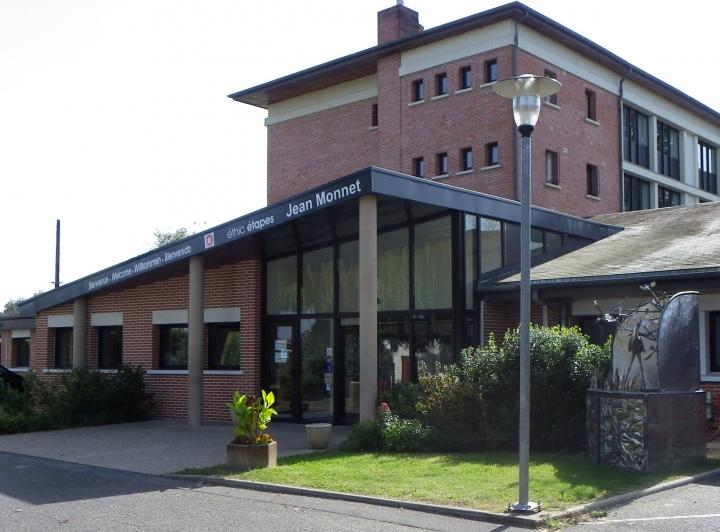 Bienvenue - Welcome - Willkommen - Bienvenido éthic étapes Jean Monnet